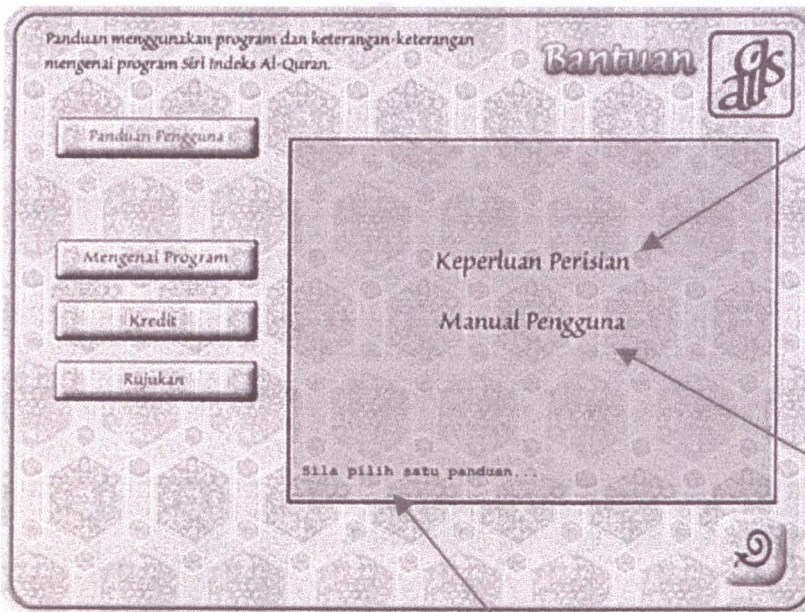 Panduan menggunakan program dan keterangan-keterangan
mengenai program Siri Indeks Al-Quran.
Bantuan
Panduan Pengguna
Mengenai Program
Kredit
Rujukan
Keperluan Perisian
Manual Pengguna
Sila pilih satu panduan...